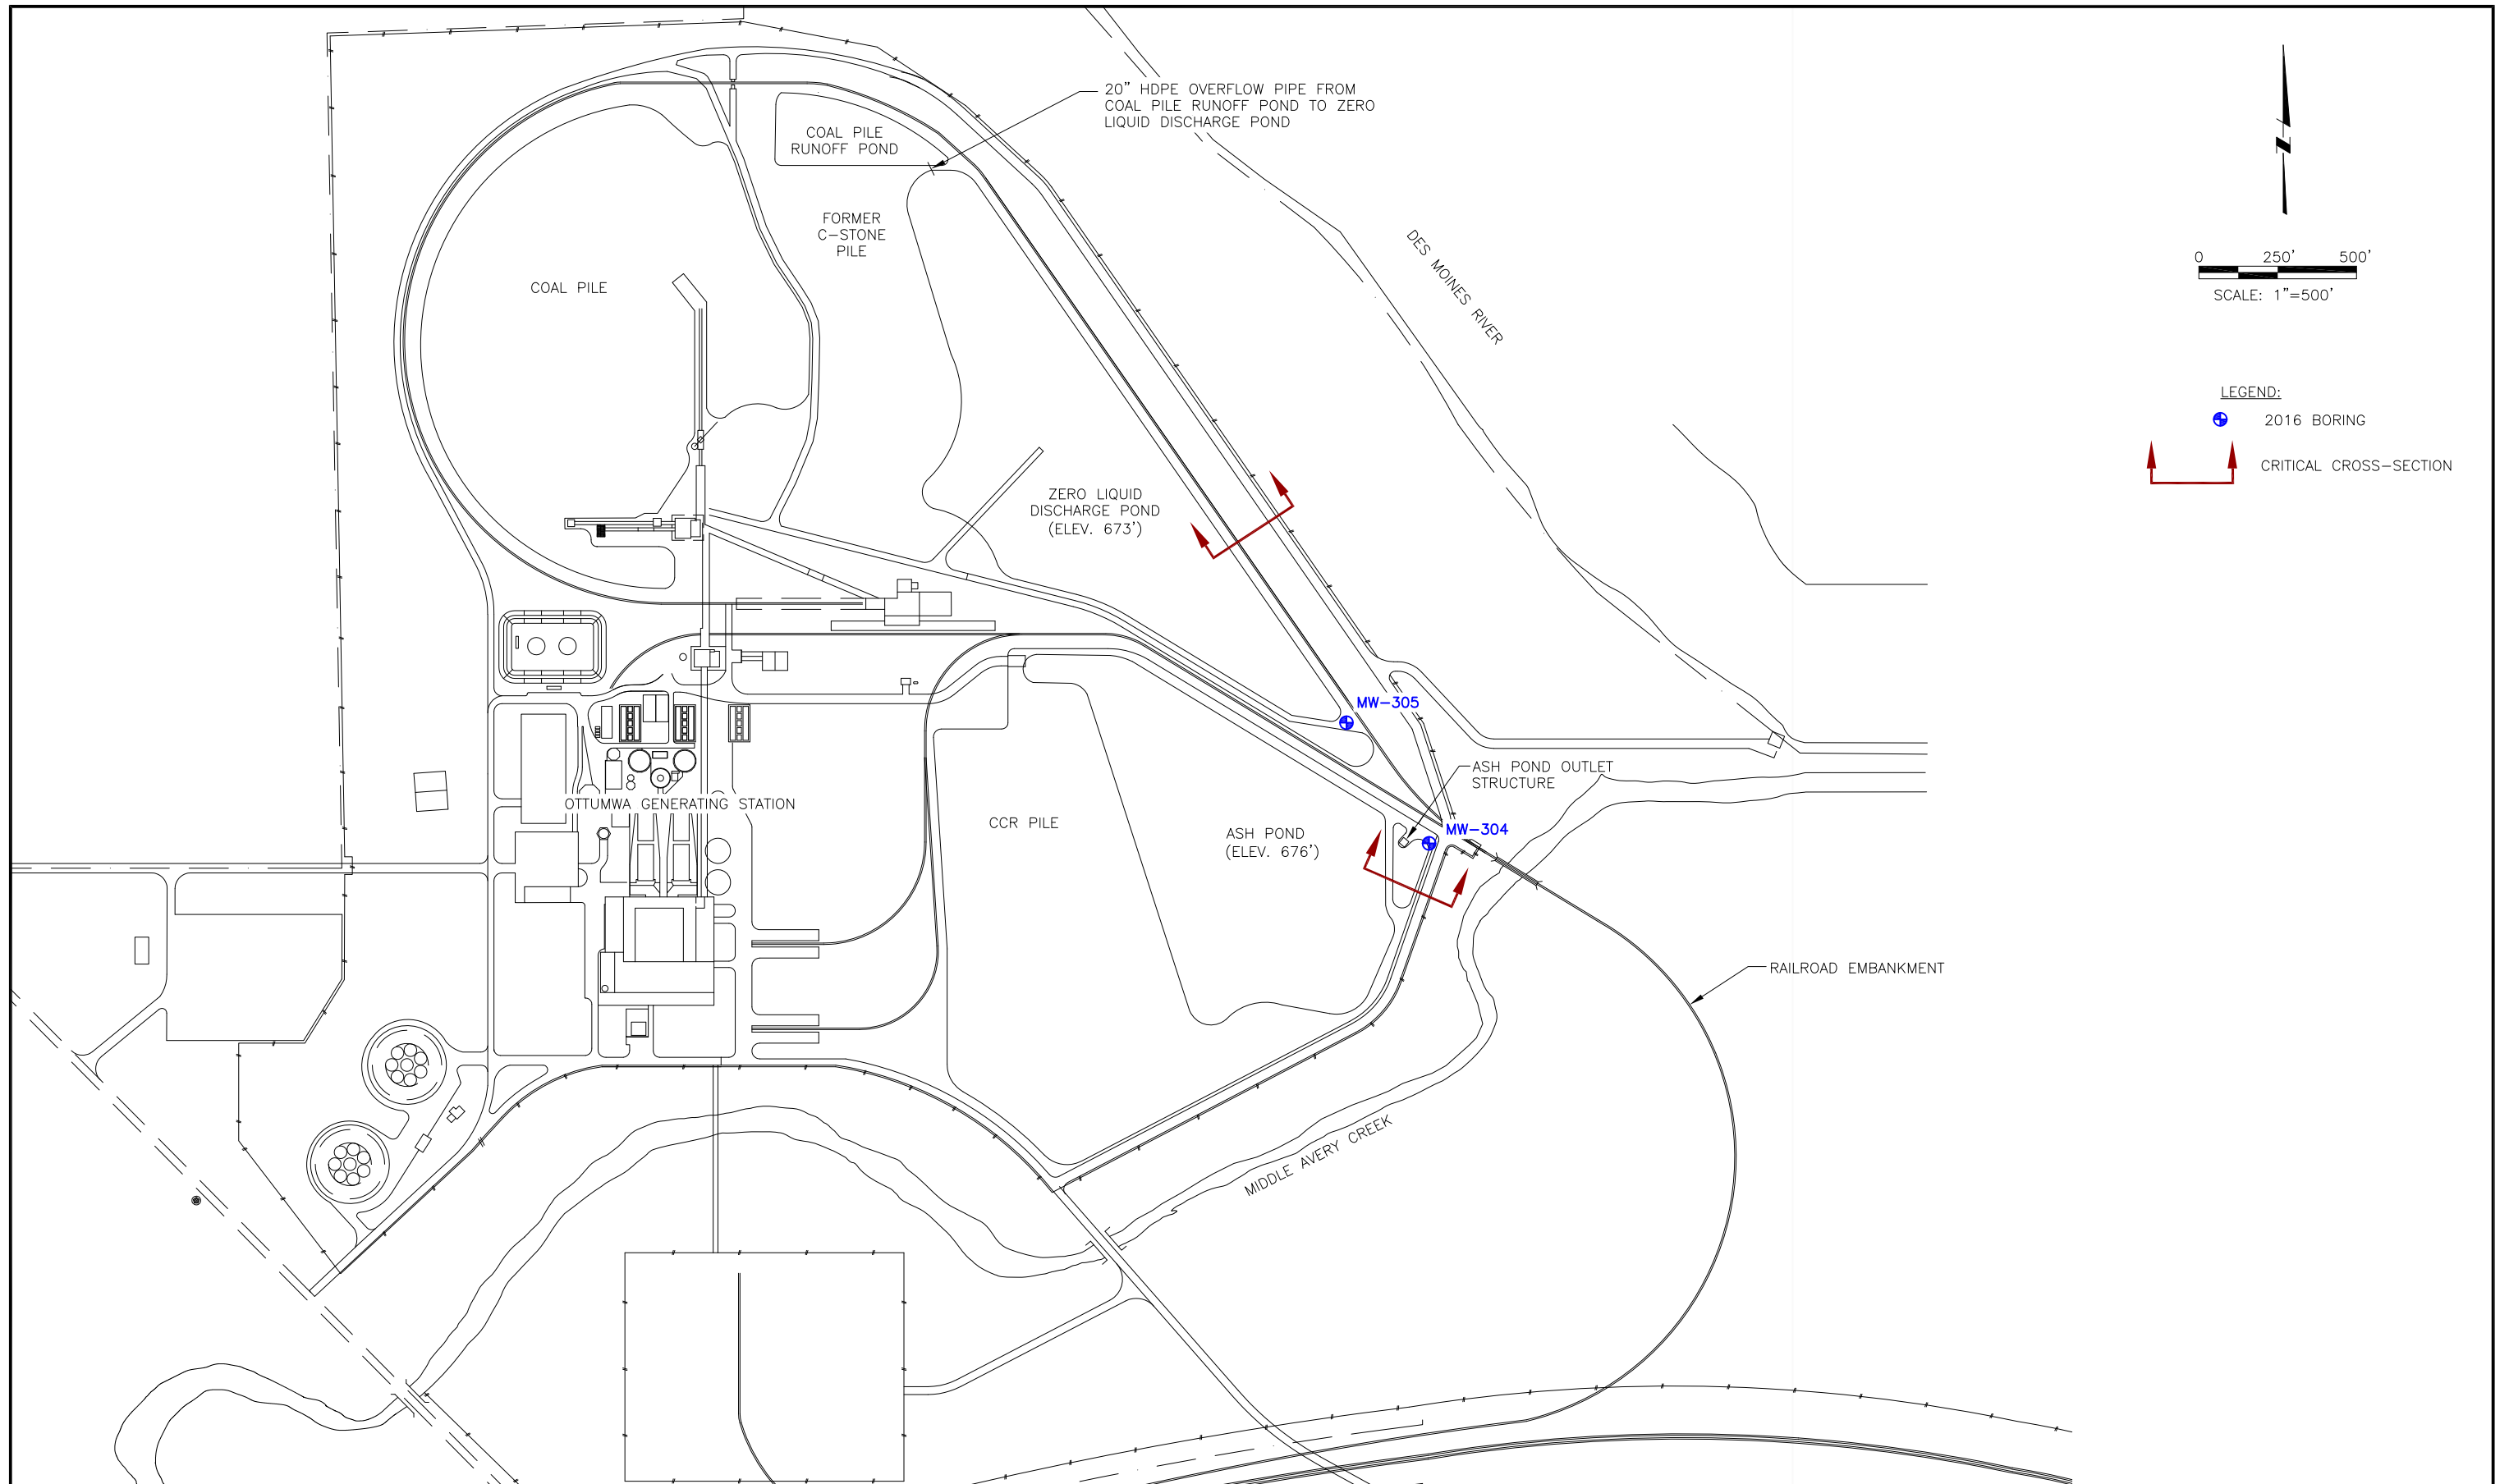 20" HDPE OVERFLOW PIPE FROM
COAL PILE RUNOFF POND TO ZERO
LIQUID DISCHARGE POND
COAL PILE
RUNOFF POND
FORMER
C-STONE
PILE
COAL PILE
DES MOINES RIVER
N
0 250' 500'
SCALE: 1"=500'
LEGEND:
2016 BORING
CRITICAL CROSS-SECTION
ZERO LIQUID
DISCHARGE POND
(ELEV. 673')
MW-305
ASH POND OUTLET
STRUCTURE
OTTUMWA GENERATING STATION
CCR PILE
ASH POND
(ELEV. 676')
MW-304
RAILROAD EMBANKMENT
MIDDLE AVERY CREEK